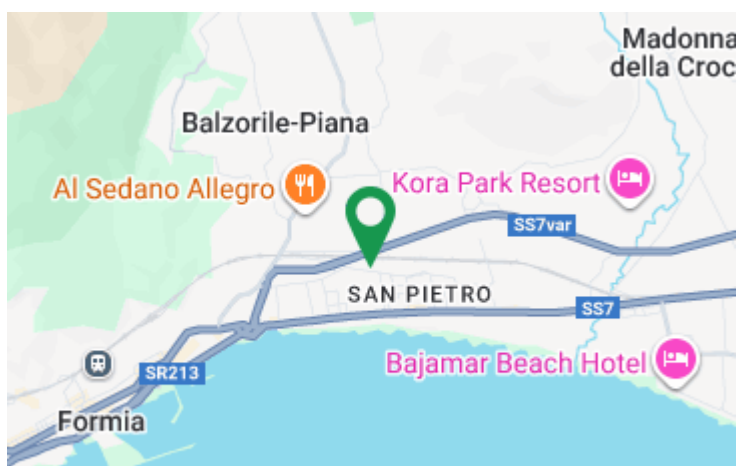 Madonna
della Croc
Balzorile-Piana
Al Sedano Allegro
Kora Park Resort
SS7var
SAN PIETRO
SS7
Bajamar Beach Hotel
SR213
Formia